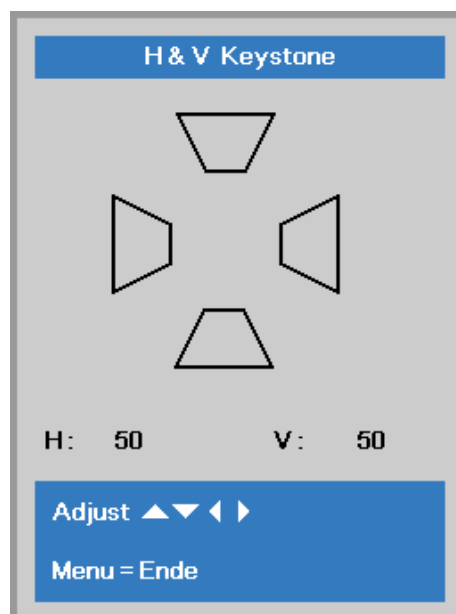 H & V Keystone
H: 50 V: 50
Adjust ▲▼◀▶
Menu = Ende